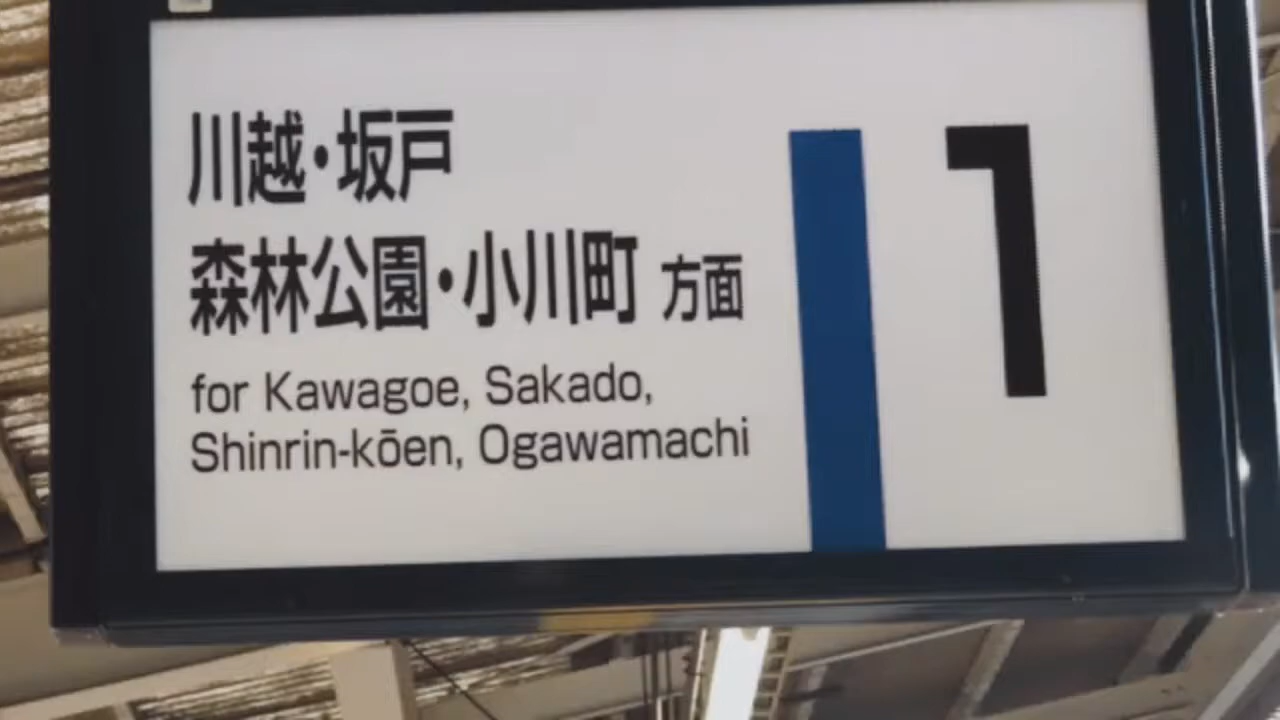 川越・坂戸
森林公園・小川町 方面
for Kawagoe, Sakado,
Shinrin-kōen, Ogawamachi
1